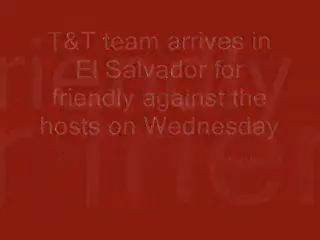 T&T team arrives in
El Salvador for
friendly against the
hosts on Wednesday